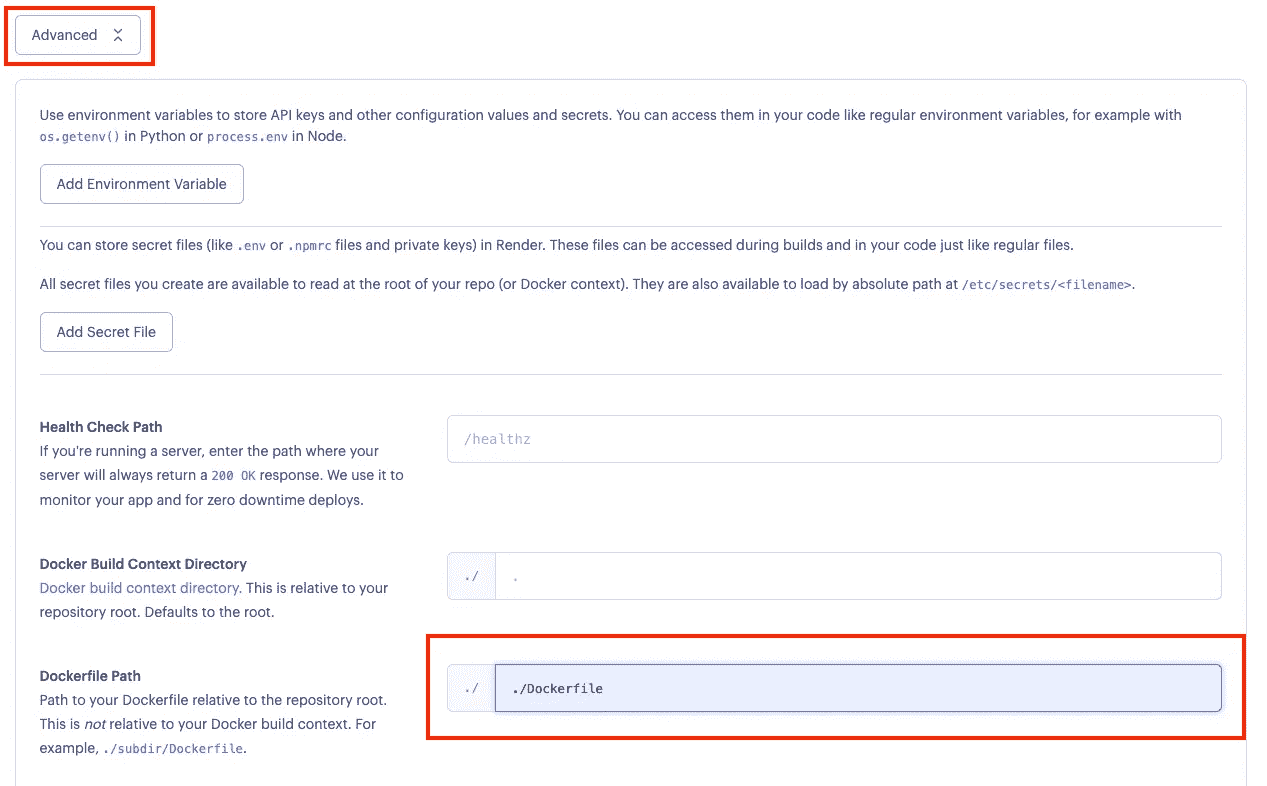 Advanced
Use environment variables to store API keys and other configuration values and secrets. You can access them in your code like regular environment variables, for example with
os.getenv() in Python or process.env in Node.
Add Environment Variable
You can store secret files (like .env or .npmrc files and private keys) in Render. These files can be accessed during builds and in your code just like regular files.
All secret files you create are available to read at the root of your repo (or Docker context). They are also available to load by absolute path at /etc/secrets/<filename>.
Add Secret File
Health Check Path
If you're running a server, enter the path where your
server will always return a 200 OK response. We use it to
monitor your app and for zero downtime deploys.
/healthz
Docker Build Context Directory
Docker build context directory. This is relative to your
repository root. Defaults to the root.
./ .
Dockerfile Path
Path to your Dockerfile relative to the repository root.
This is not relative to your Docker build context. For
example, ./subdir/Dockerfile.
./ ./Dockerfile